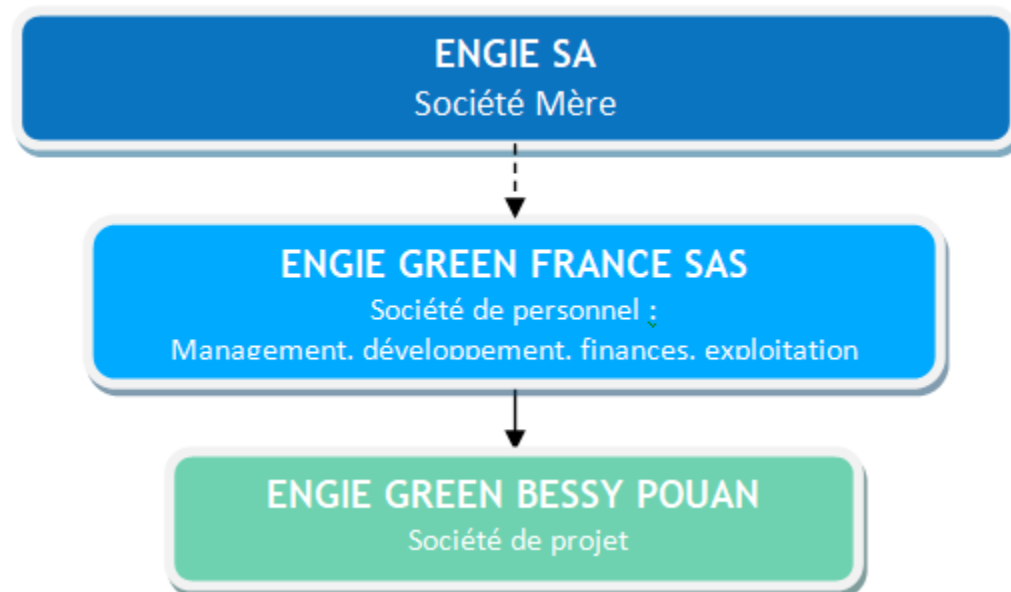 ENGIE SA
Société Mère
ENGIE GREEN FRANCE SAS
Société de personnel :
Management, développement, finances, exploitation
ENGIE GREEN BESSY POUAN
Société de projet